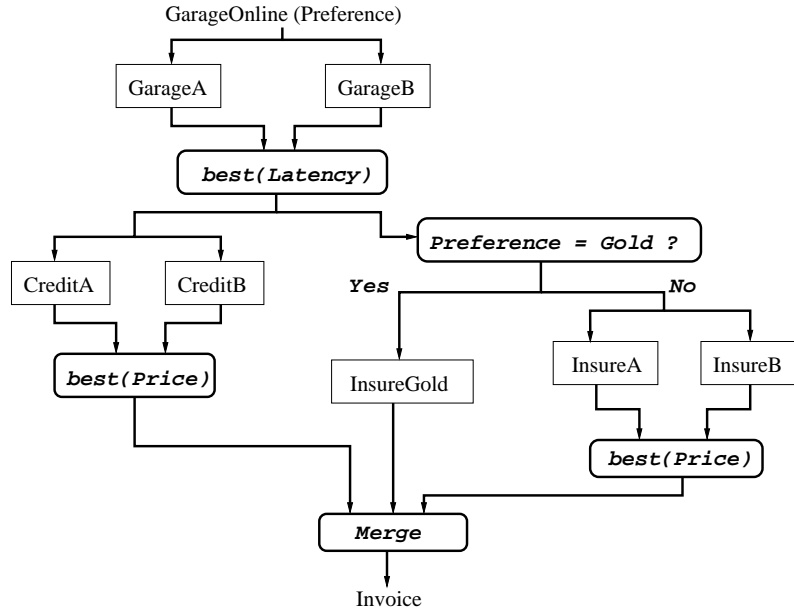 GarageOnline (Preference)
GarageA
GarageB
best(Latency)
Preference = Gold ?
CreditA
CreditB
Yes
No
InsureA
InsureB
best(Price)
InsureGold
best(Price)
Merge
Invoice